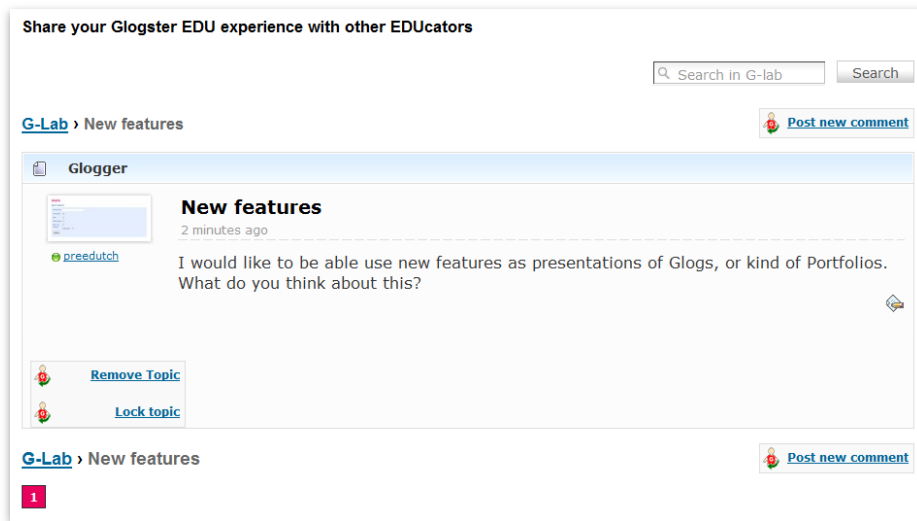 Share your Glogster EDU experience with other EDUcators
Search in G-lab
Search
G-Lab › New features
Post new comment
Glogger
New features
2 minutes ago
preedutch
I would like to be able use new features as presentations of Glogs, or kind of Portfolios.
What do you think about this?
Remove Topic
Lock topic
G-Lab › New features
Post new comment
1